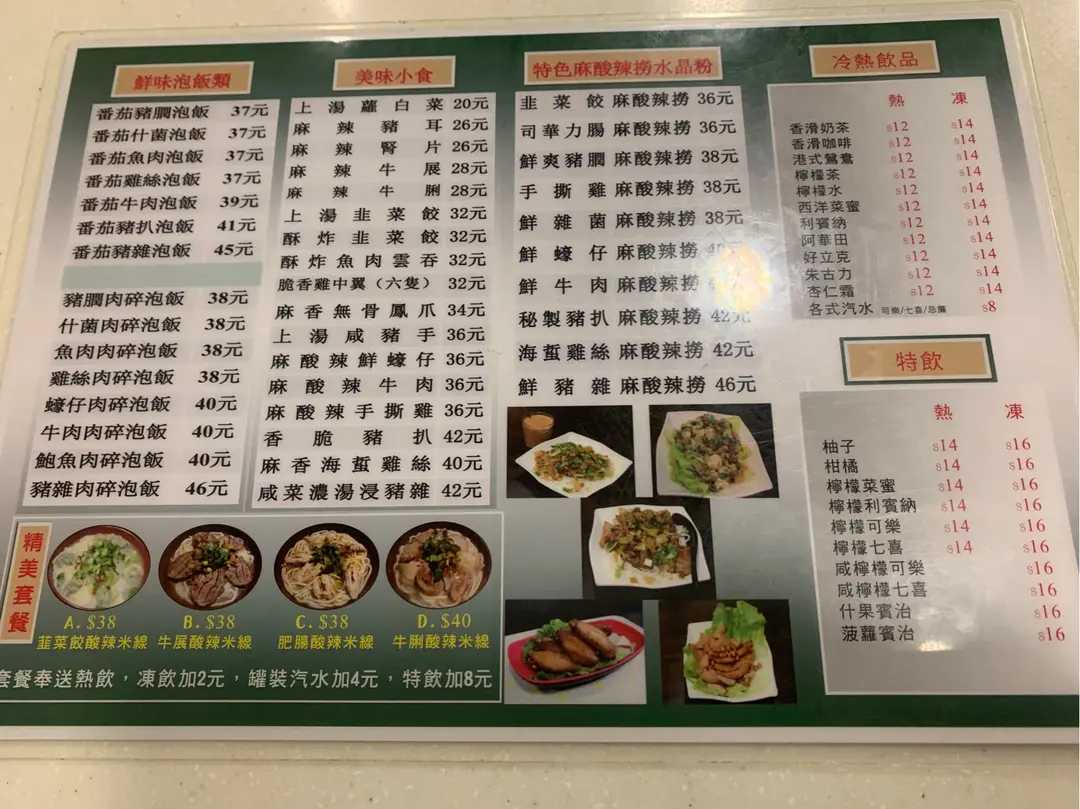 鮮味泡飯類
番茄豬膶泡飯 37元
番茄什菌泡飯 37元
番茄魚肉泡飯 37元
番茄雞絲泡飯 37元
番茄牛肉泡飯 39元
番茄豬扒泡飯 41元
番茄豬雜泡飯 45元
豬膶肉碎泡飯 38元
什菌肉碎泡飯 38元
魚肉肉碎泡飯 38元
雞絲肉碎泡飯 38元
蠔仔肉碎泡飯 40元
牛肉肉碎泡飯 40元
鮑魚肉碎泡飯 40元
豬雜肉碎泡飯 46元
美味小食
上湯蘿白菜 20元
麻辣豬耳 26元
麻辣腎片 26元
麻辣牛展 28元
麻辣牛脷 28元
上湯韭菜餃 32元
酥炸韭菜餃 32元
酥炸魚肉雲吞 32元
脆香雞中翼（六隻） 32元
麻香無骨鳳爪 34元
上湯咸豬手 36元
麻酸辣鮮蠔仔 36元
麻酸辣牛肉 36元
麻酸辣手撕雞 36元
香脆豬扒 42元
麻香海蜇雞絲 40元
咸菜濃湯浸豬雜 42元
特色麻酸辣撈水晶粉
韭菜餃麻酸辣撈 36元
司華力腸麻酸辣撈 36元
鮮爽豬膶麻酸辣撈 38元
手撕雞麻酸辣撈 38元
鮮雜菌麻酸辣撈 38元
鮮蠔仔麻酸辣撈
鮮牛肉麻酸辣撈
秘製豬扒麻酸辣撈 42元
海蜇雞絲麻酸辣撈 42元
鮮豬雜麻酸辣撈 46元
冷熱飲品
熱 凍
香滑奶茶 $12 $14
香滑咖啡 $12 $14
港式鴛鴦 $12 $14
檸檬茶 $12 $14
檸檬水 $12 $14
西洋菜蜜 $12 $14
利賓納 $12 $14
阿華田 $12 $14
好立克 $12 $14
朱古力 $12 $14
杏仁霜 $12 $14
各式汽水 可樂/七喜/忌廉 $8
特飲
熱 凍
柚子 $14 $16
柑橘 $14 $16
檸檬菜蜜 $14 $16
檸檬利賓納 $14 $16
檸檬可樂 $14 $16
檸檬七喜 $14 $16
咸檸檬可樂 $16
咸檸檬七喜 $16
什果賓治 $16
菠蘿賓治 $16
精美套餐
A. $38 B. $38 C. $38 D. $40
韭菜餃酸辣米線 牛展酸辣米線 肥腸酸辣米線 牛脷酸辣米線
套餐奉送熱飲，凍飲加2元，罐裝汽水加4元，特飲加8元